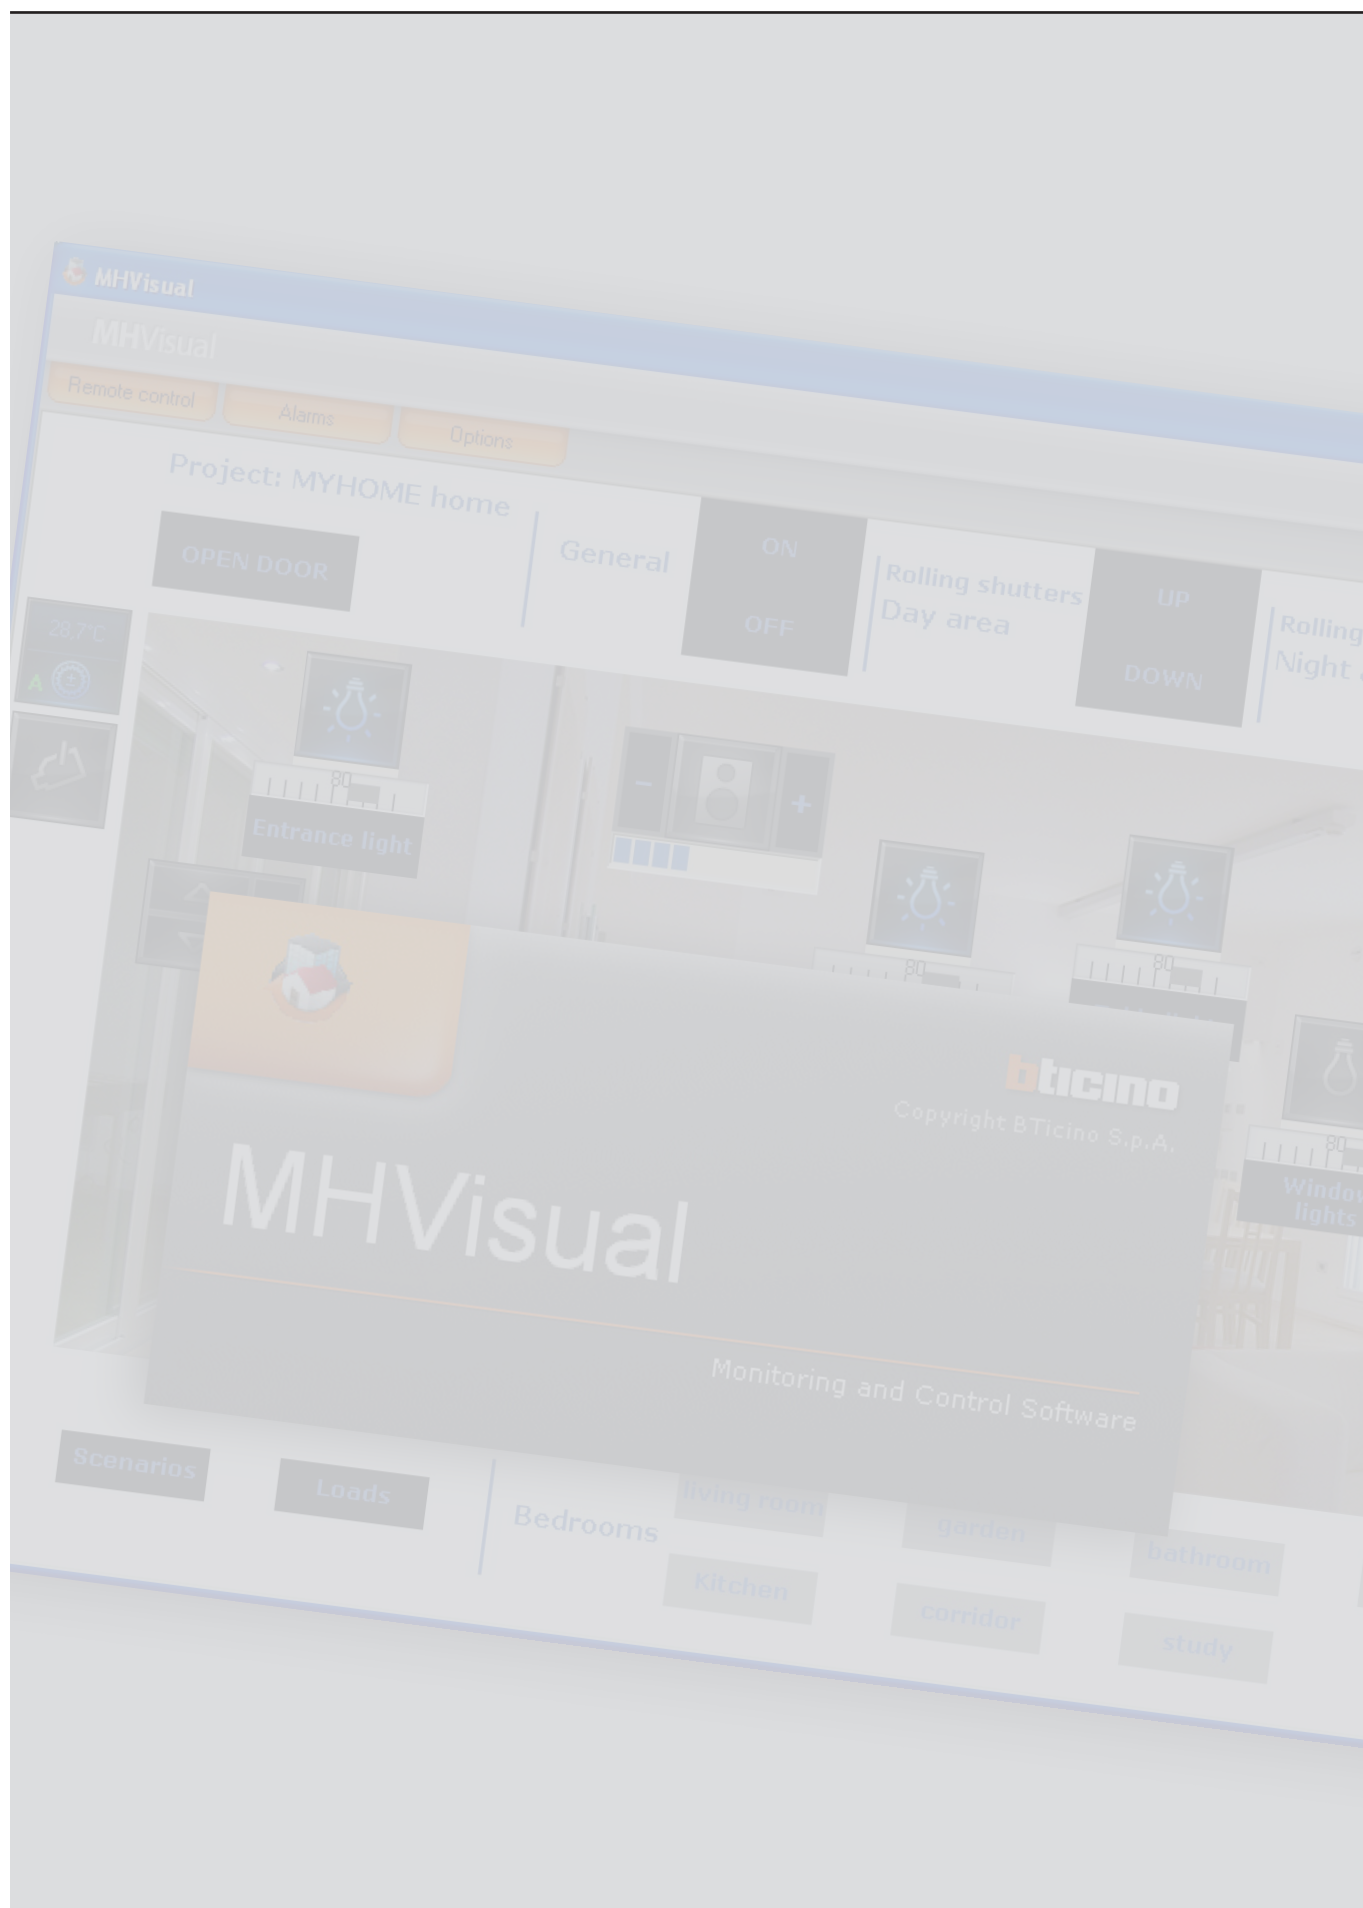 MHVisual
MHVisual
Remote control
Alarms
Options
Project: MYHOME home
OPEN DOOR
General
ON
OFF
Rolling shutters
Day area
UP
DOWN
Rolling
Night
28,7°C
A
80
Entrance light
-
+
80
80
80
Window
lights
bticino
Copyright BTicino S.p.A.
MHVisual
Monitoring and Control Software
Scenarios
Loads
Bedrooms
living room
garden
bathroom
Kitchen
corridor
study